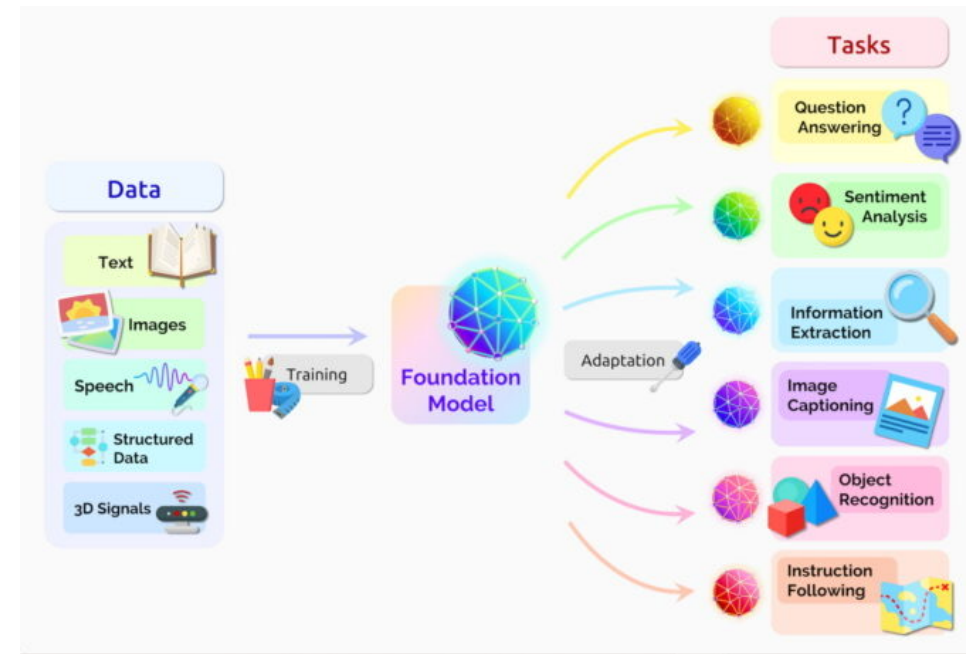 Data
Text
Images
Speech
Structured
Data
3D Signals
Training
Foundation
Model
Adaptation
Tasks
Question
Answering
Sentiment
Analysis
Information
Extraction
Image
Captioning
Object
Recognition
Instruction
Following